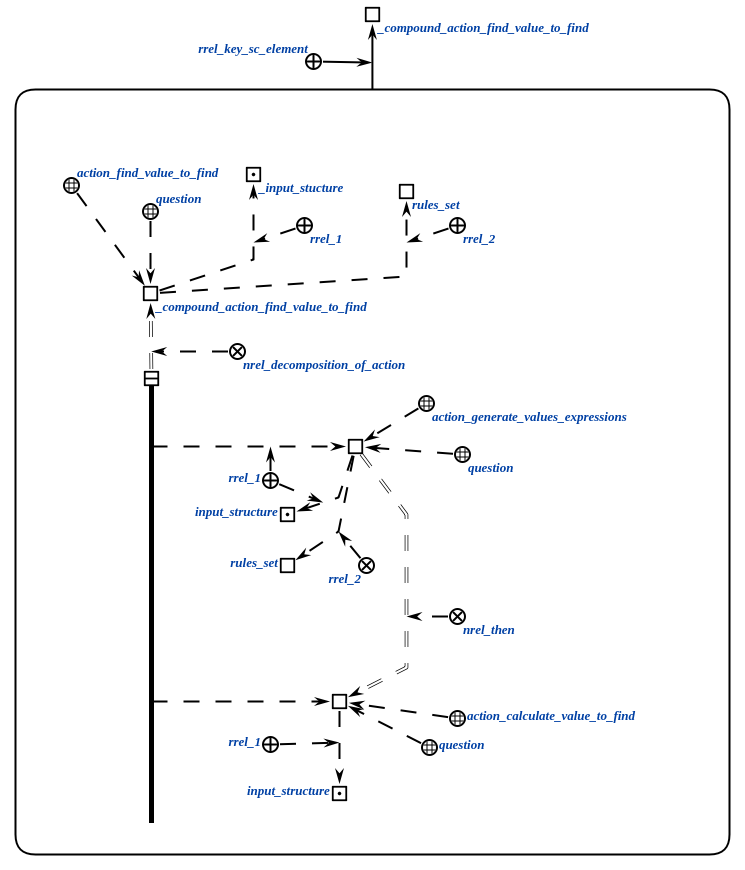 _compound_action_find_value_to_find
rrel_key_sc_element
action_find_value_to_find
_input_stucture
question
rules_set
rrel_1
rrel_2
_compound_action_find_value_to_find
nrel_decomposition_of_action
action_generate_values_expressions
question
rrel_1
input_structure
rules_set
rrel_2
nrel_then
action_calculate_value_to_find
rrel_1
question
input_structure